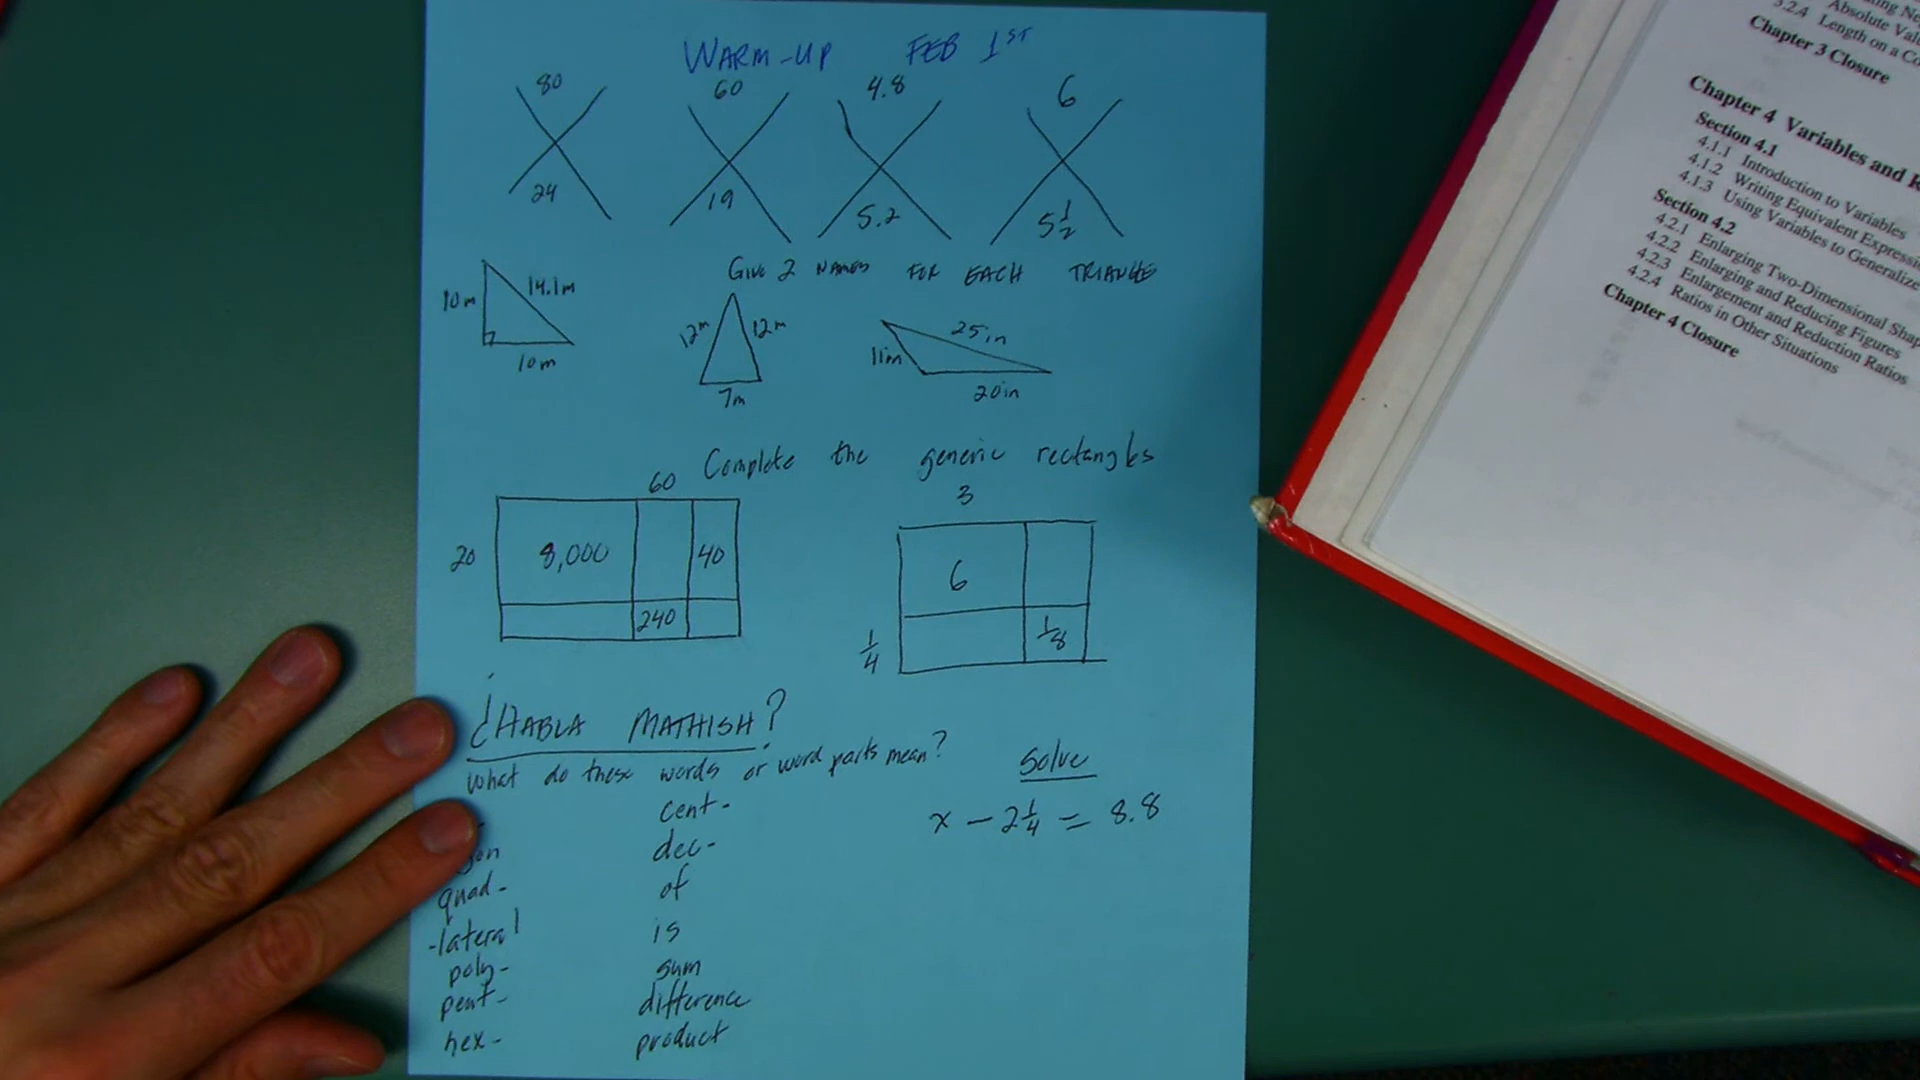 WARM-UP FEB 1ST
80 60 4.8 6
24 19 5.2 5 1/2
GIVE 2 NAMES FOR EACH TRIANGLE
10m 14.1m
10m
12m 12m
7m
25in
11in
20in
Complete the generic rectangles
60
20 8,000 40
240
3
6
1/4 1/8
¿HABLA MATHISH?
What do these words or word parts mean?
quad-
-lateral
poly-
pent-
hex-
cent-
dec-
of
is
sum
difference
product
Solve
x - 2 1/4 = 8.8
3.2.4 Length on a
Chapter 3 Closure
Chapter 4 Variables and
Section 4.1
4.1.1 Introduction to Variables
4.1.2 Writing Equivalent
4.1.3 Using Variables to Generalize
Section 4.2
4.2.1 Enlarging Two-Dimensional
4.2.2 Enlarging and Reducing Figures
4.2.3 Enlargement and Reduction Ratios
4.2.4 Ratios in Other Situations
Chapter 4 Closure